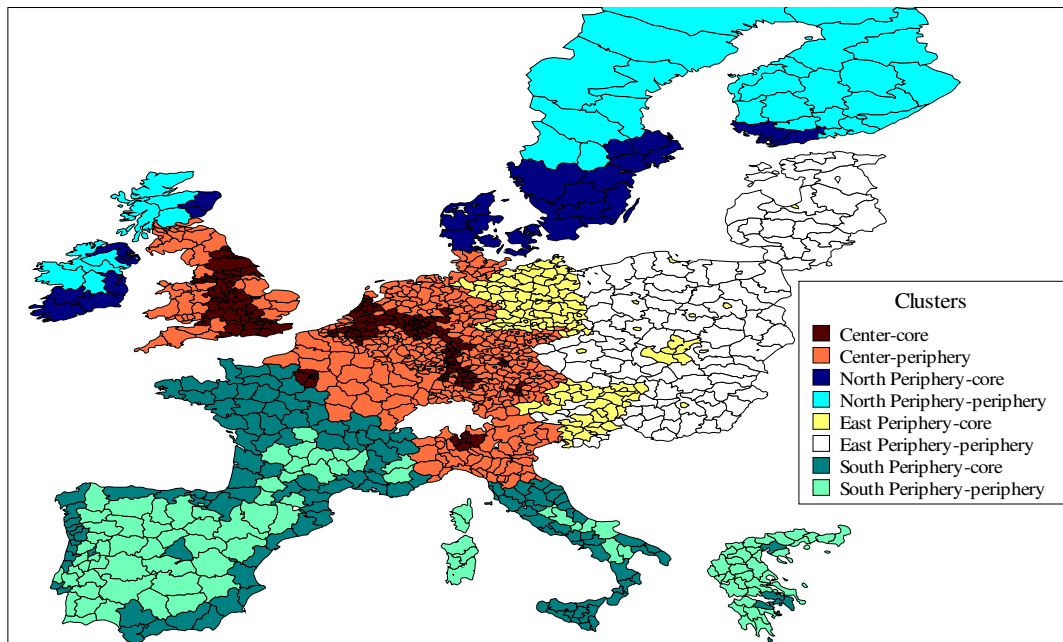 Clusters
Center-core
Center-periphery
North Periphery-core
North Periphery-periphery
East Periphery-core
East Periphery-periphery
South Periphery-core
South Periphery-periphery